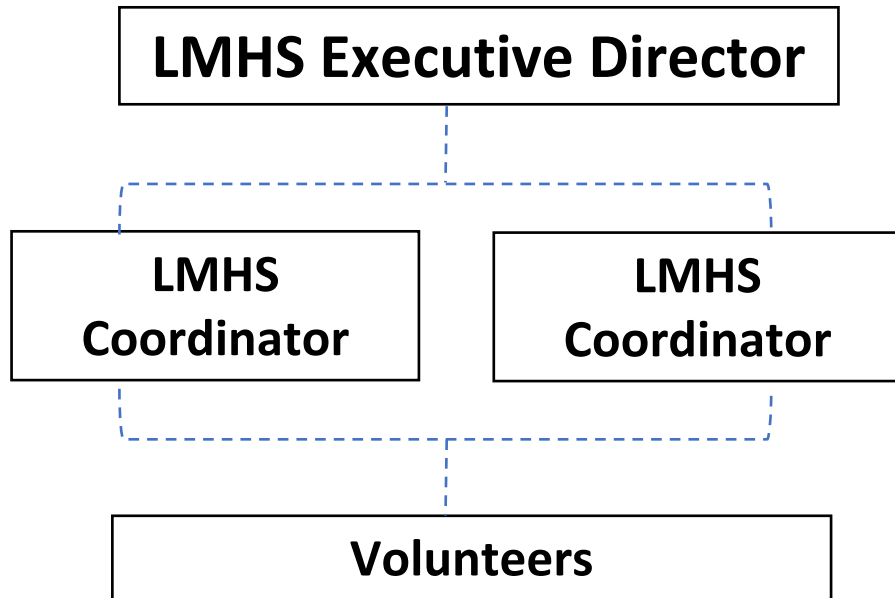 LMHS Executive Director
LMHS
Coordinator
LMHS
Coordinator
Volunteers